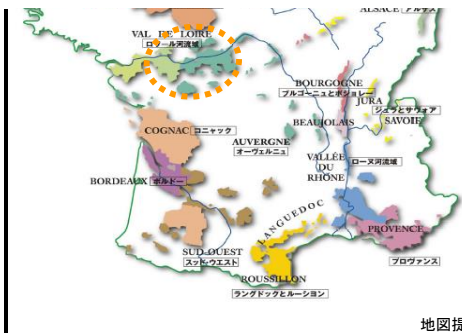 ALSACE アルザス
VAL DE LOIRE
ロワール河流域
BOURGOGNE
ブルゴーニュとボジョレー
JURA
ジュラとサヴォア
SAVOIE
BEAUJOLAIS
COGNAC コニャック
AUVERGNE
オーヴェルニュ
VALLÉE
DU
RHÔNE
ローヌ河流域
BORDEAUX ボルドー
LANGUEDOC
PROVENCE
プロヴァンス
SUD-OUEST
スッド・ウエスト
ROUSSILLON
ラングドックとルーション
地図提